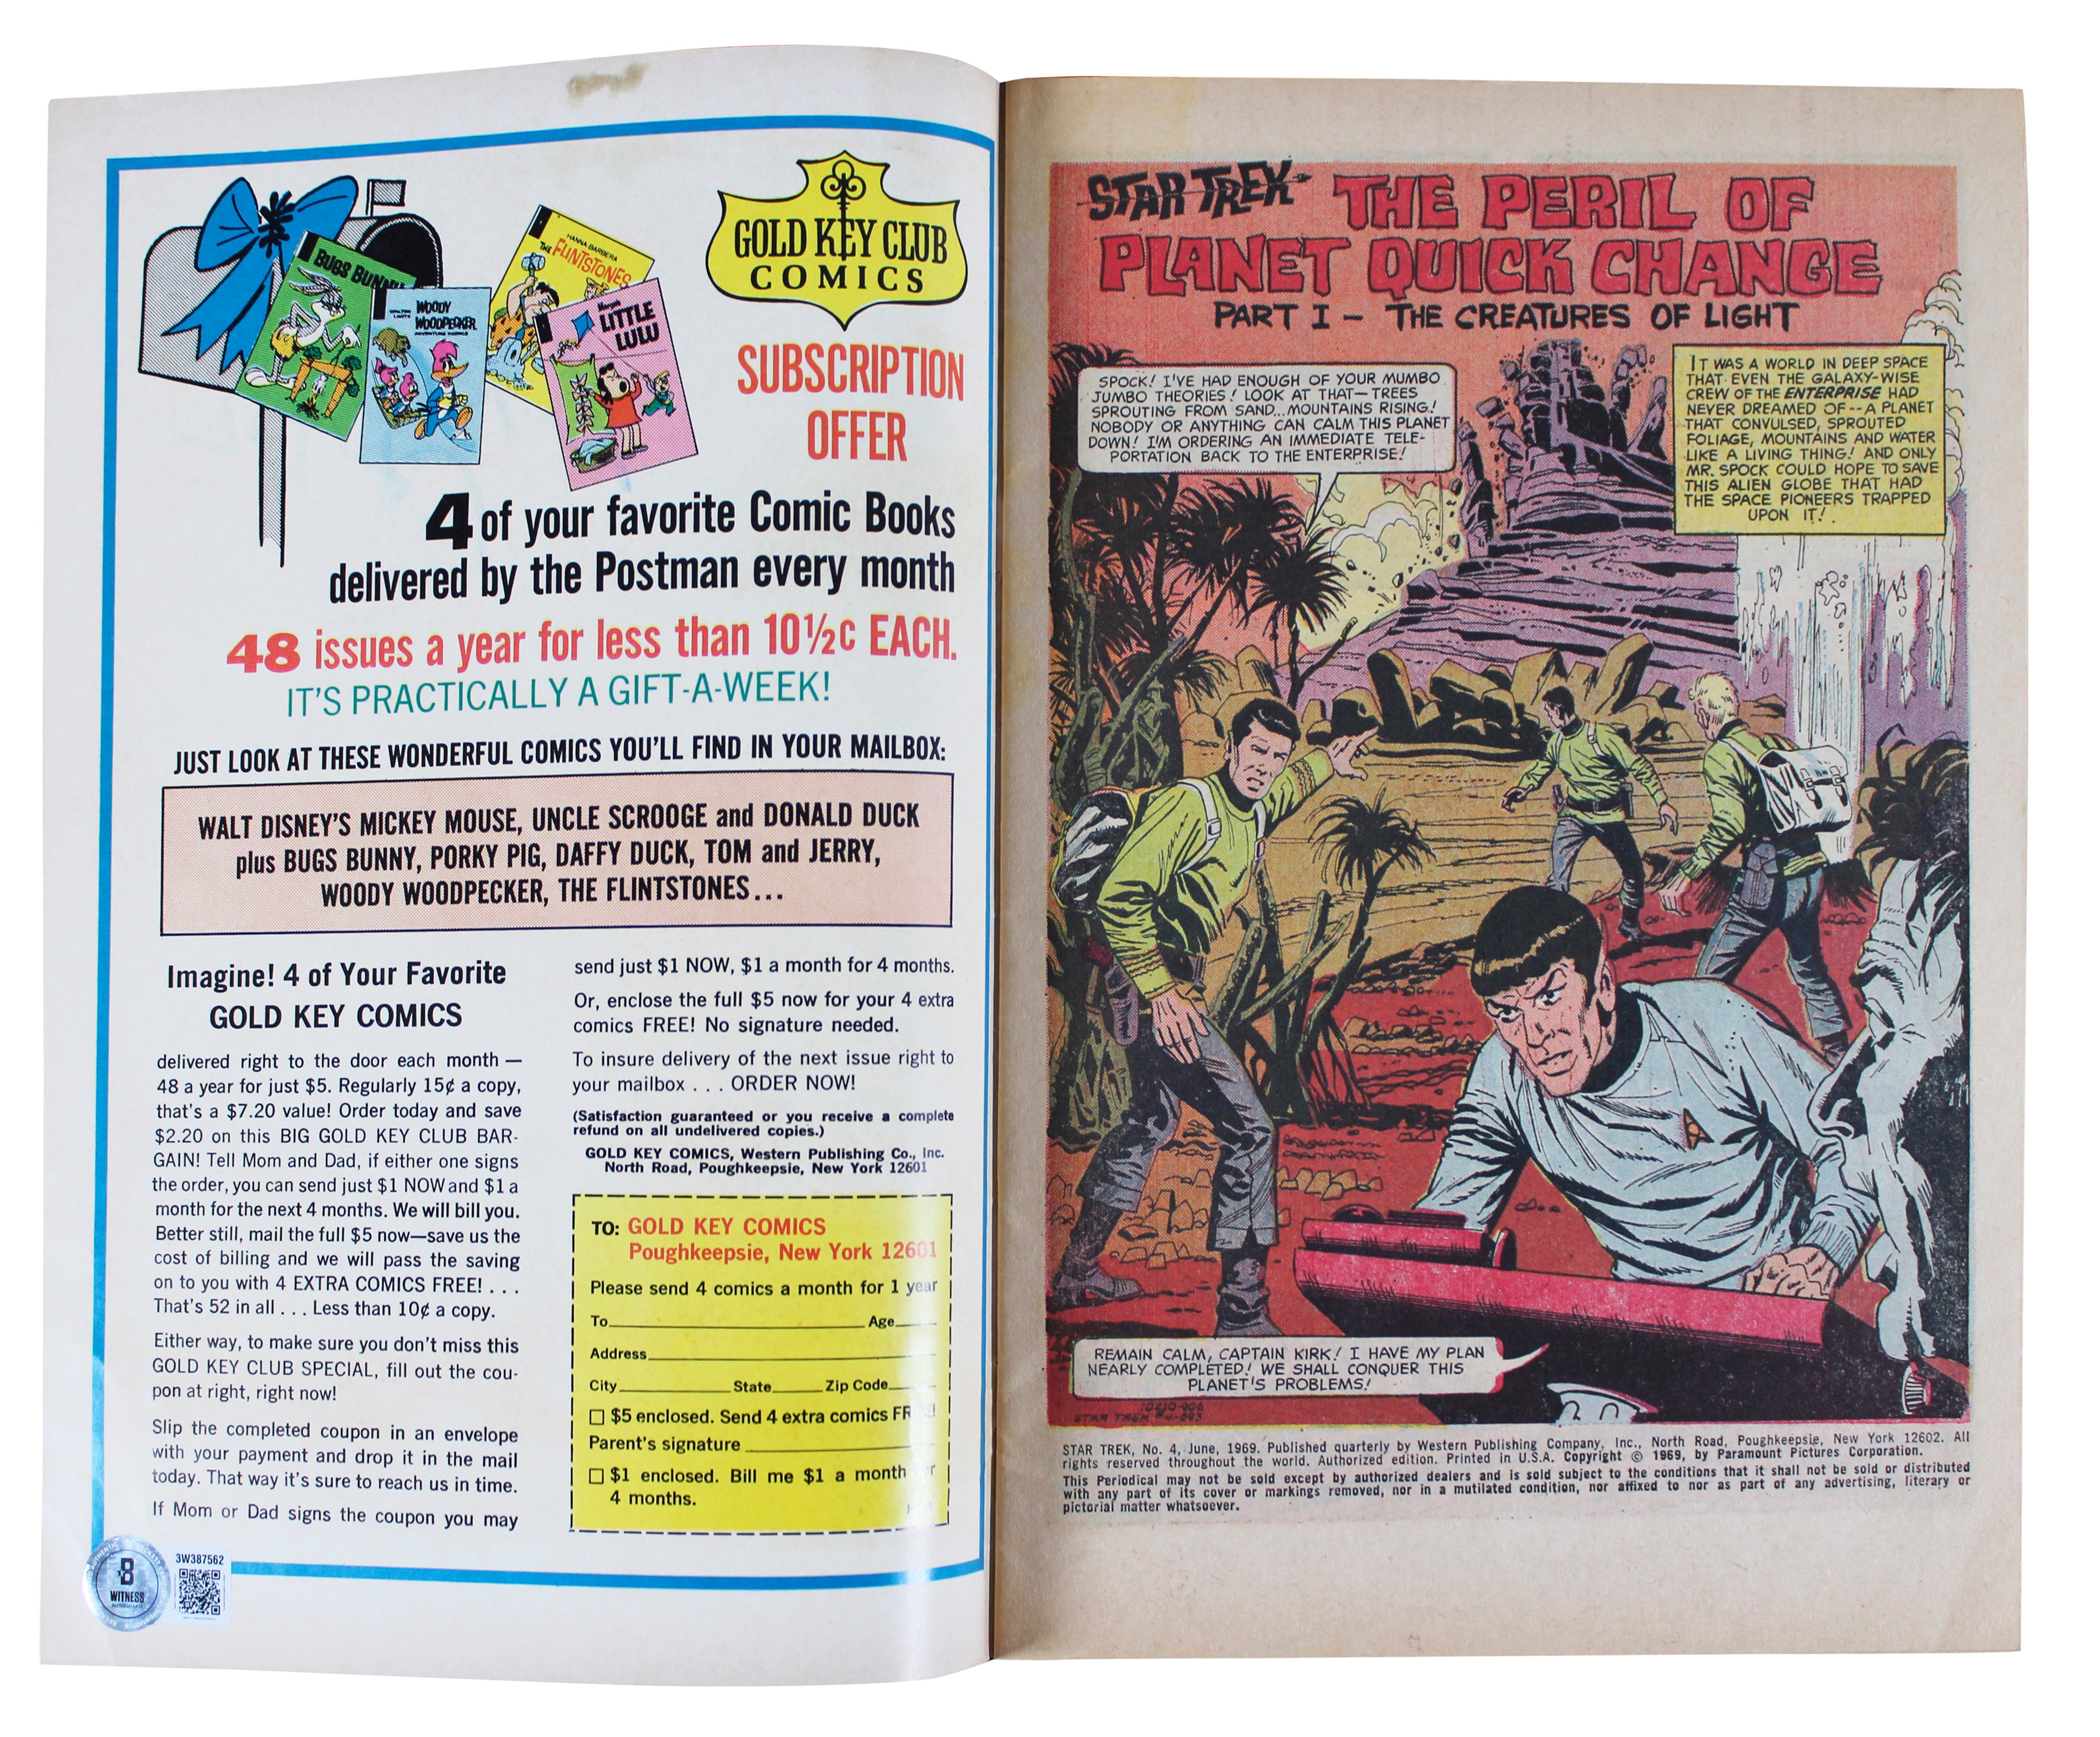 BUGS BUNNY
WALTER LANTZ
WOODY
WOODPECKER
ADVENTURE COMICS
HANNA-BARBERA
THE FLINTSTONES
Marge's
LITTLE
LULU
GOLD KEY CLUB
COMICS
SUBSCRIPTION
OFFER
4 of your favorite Comic Books
delivered by the Postman every month
48 issues a year for less than 10½c EACH.
IT'S PRACTICALLY A GIFT-A-WEEK!
JUST LOOK AT THESE WONDERFUL COMICS YOU'LL FIND IN YOUR MAILBOX:
WALT DISNEY'S MICKEY MOUSE, UNCLE SCROOGE and DONALD DUCK
plus BUGS BUNNY, PORKY PIG, DAFFY DUCK, TOM and JERRY,
WOODY WOODPECKER, THE FLINTSTONES...
Imagine! 4 of Your Favorite
GOLD KEY COMICS
delivered right to the door each month —
48 a year for just $5. Regularly 15¢ a copy,
that's a $7.20 value! Order today and save
$2.20 on this BIG GOLD KEY CLUB BAR-
GAIN! Tell Mom and Dad, if either one signs
the order, you can send just $1 NOW and $1 a
month for the next 4 months. We will bill you.
Better still, mail the full $5 now—save us the
cost of billing and we will pass the saving
on to you with 4 EXTRA COMICS FREE! . . .
That's 52 in all . . . Less than 10¢ a copy.
Either way, to make sure you don't miss this
GOLD KEY CLUB SPECIAL, fill out the cou-
pon at right, right now!
Slip the completed coupon in an envelope
with your payment and drop it in the mail
today. That way it's sure to reach us in time.
If Mom or Dad signs the coupon you may
send just $1 NOW, $1 a month for 4 months.
Or, enclose the full $5 now for your 4 extra
comics FREE! No signature needed.
To insure delivery of the next issue right to
your mailbox . . . ORDER NOW!
(Satisfaction guaranteed or you receive a complete
refund on all undelivered copies.)
GOLD KEY COMICS, Western Publishing Co., Inc.
North Road, Poughkeepsie, New York 12601
TO: GOLD KEY COMICS
Poughkeepsie, New York 12601
Please send 4 comics a month for 1 year
To Age
Address
City State Zip Code
$5 enclosed. Send 4 extra comics FREE!
Parent's signature
$1 enclosed. Bill me $1 a month for
4 months.
B
WITNESS
3W387562
STAR TREK THE PERIL OF
PLANET QUICK CHANGE
PART I – THE CREATURES OF LIGHT
SPOCK! I'VE HAD ENOUGH OF YOUR MUMBO
JUMBO THEORIES! LOOK AT THAT—TREES
SPROUTING FROM SAND...MOUNTAINS RISING!
NOBODY OR ANYTHING CAN CALM THIS PLANET
DOWN! I'M ORDERING AN IMMEDIATE TELE-
PORTATION BACK TO THE ENTERPRISE!
IT WAS A WORLD IN DEEP SPACE
THAT EVEN THE GALAXY-WISE
CREW OF THE ENTERPRISE HAD
NEVER DREAMED OF--A PLANET
THAT CONVULSED, SPROUTED
FOLIAGE, MOUNTAINS AND WATER
LIKE A LIVING THING! AND ONLY
MR. SPOCK COULD HOPE TO SAVE
THIS ALIEN GLOBE THAT HAD
THE SPACE PIONEERS TRAPPED
UPON IT!
REMAIN CALM, CAPTAIN KIRK! I HAVE MY PLAN
NEARLY COMPLETED! WE SHALL CONQUER THIS
PLANET'S PROBLEMS!
10210-906
STAR TREK #4-693
STAR TREK, No. 4, June, 1969. Published quarterly by Western Publishing Company, Inc., North Road, Poughkeepsie, New York 12602. All
rights reserved throughout the world. Authorized edition. Printed in U.S.A. Copyright © 1969, by Paramount Pictures Corporation.
This Periodical may not be sold except by authorized dealers and is sold subject to the conditions that it shall not be sold or distributed
with any part of its cover or markings removed, nor in a mutilated condition, nor affixed to nor as part of any advertising, literary or
pictorial matter whatsoever.